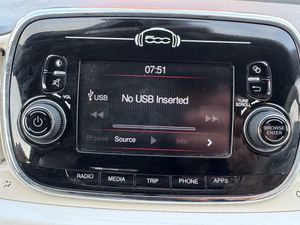 500
07:51
USB
No USB Inserted
VOL
TUNE
SCROLL
BROWSE
ENTER
Browse
Source
Info
RADIO
MEDIA
TRIP
PHONE
APPS